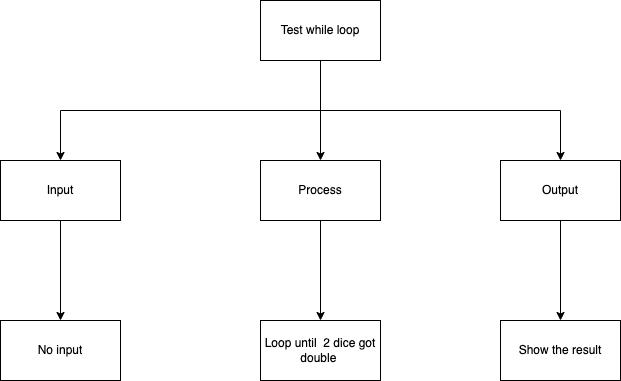 Test while loop
Input
Process
Output
No input
Loop until  2 dice got
double
Show the result